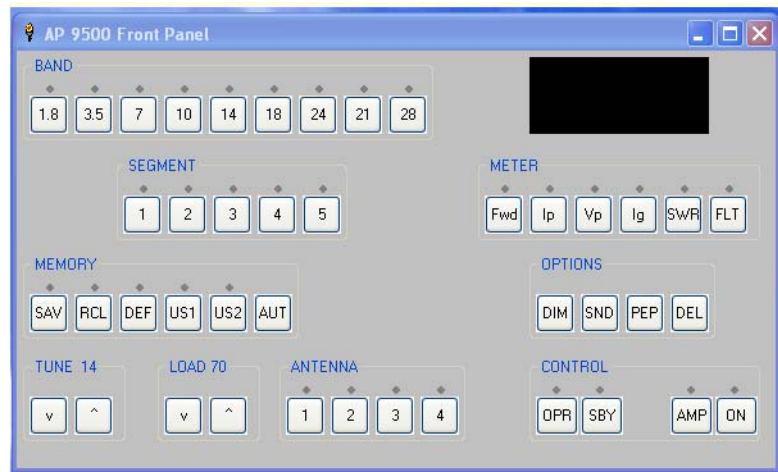 AP 9500 Front Panel
BAND
1.8 3.5 7 10 14 18 24 21 28
SEGMENT
1 2 3 4 5
METER
Fwd Ip Vp Ig SWR FLT
MEMORY
SAV RCL DEF US1 US2 AUT
OPTIONS
DIM SND PEP DEL
TUNE 14
v ^
LOAD 70
v ^
ANTENNA
1 2 3 4
CONTROL
OPR SBY AMP ON